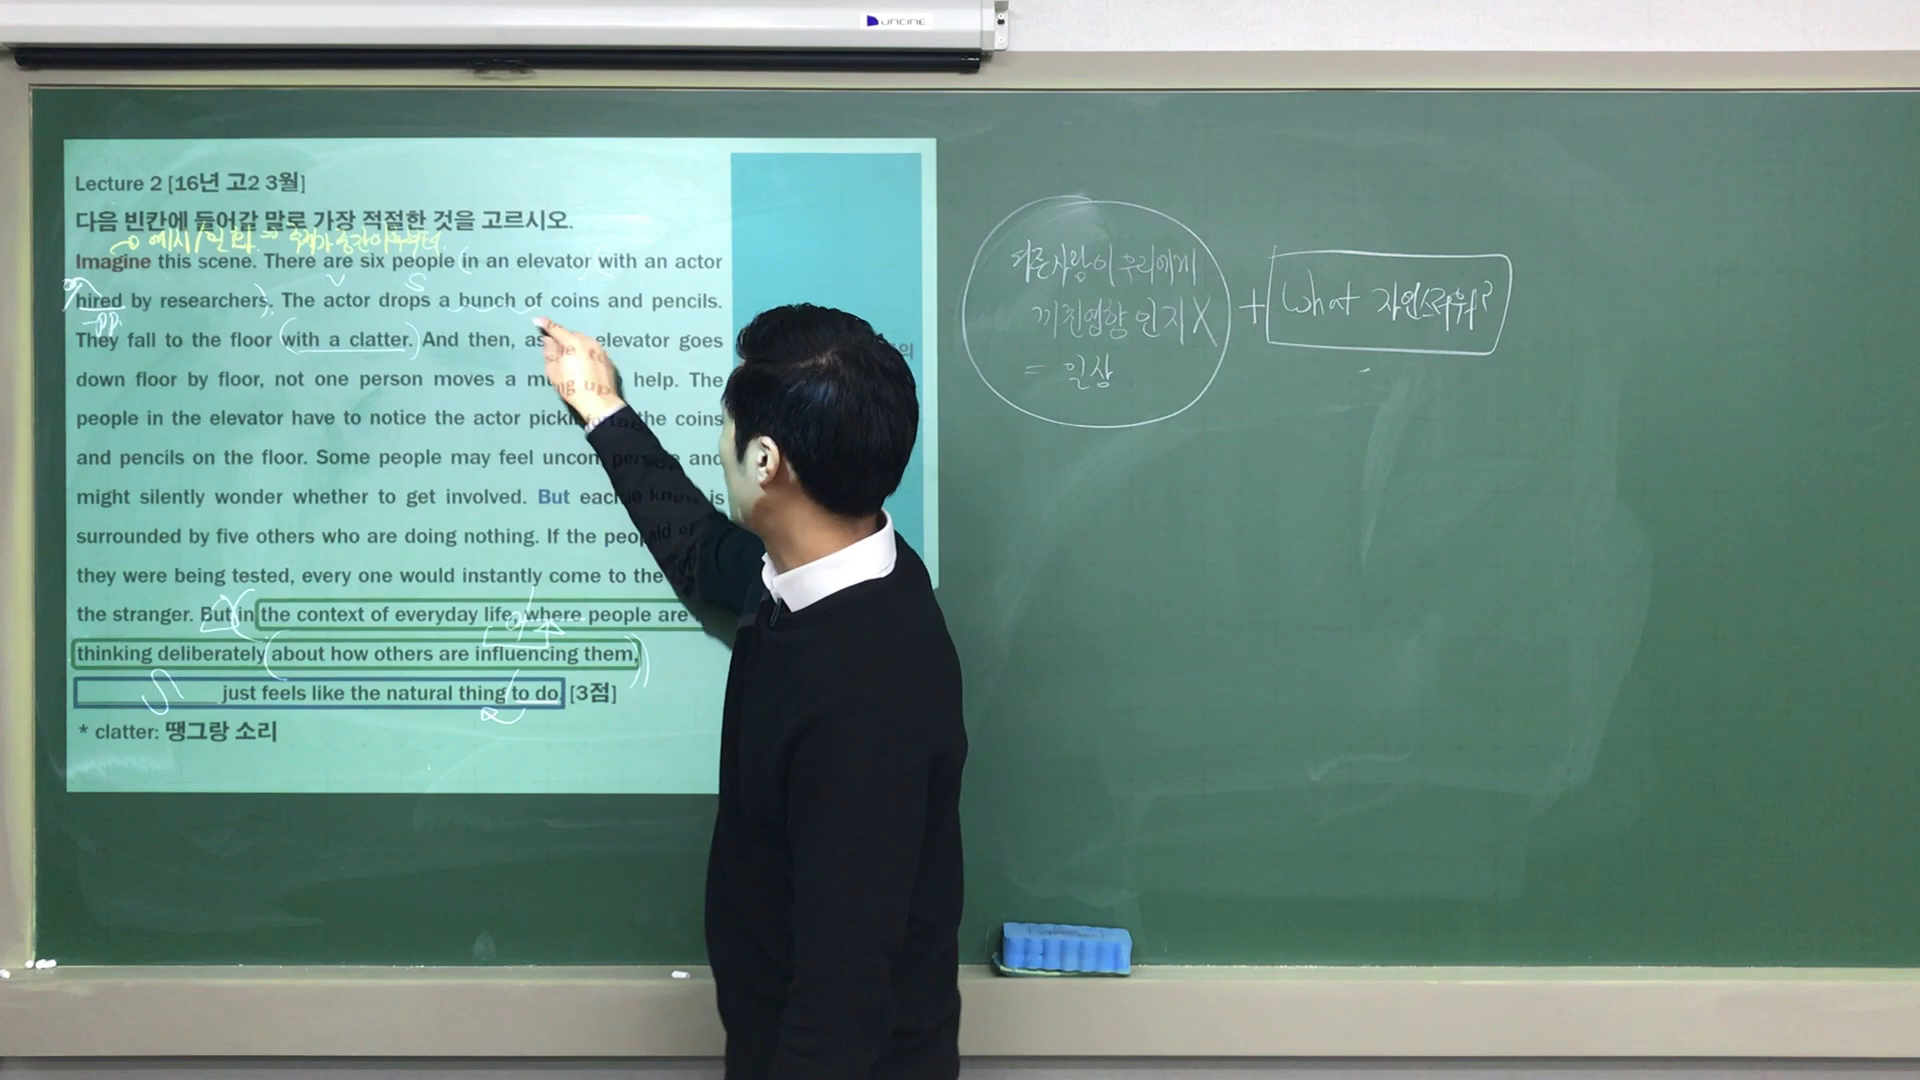 UNCINE
Lecture 2 [16년 고2 3월]
다음 빈칸에 들어갈 말로 가장 적절한 것을 고르시오.
예시/일화
Imagine this scene. There are six people in an elevator with an actor
hired by researchers. The actor drops a bunch of coins and pencils.
They fall to the floor with a clatter. And then, as elevator goes
down floor by floor, not one person moves a help. The
people in the elevator have to notice the actor the coins
and pencils on the floor. Some people may feel and
might silently wonder whether to get involved. But is
surrounded by five others who are doing nothing. If the
they were being tested, every one would instantly come to the
the stranger. But in the context of everyday life, where people are
thinking deliberately about how others are influencing them,
just feels like the natural thing to do. [3점]
* clatter: 땡그랑 소리
다른사람이 우리에게
끼친영향 인지 X
= 일상
+ What 자연스러워?